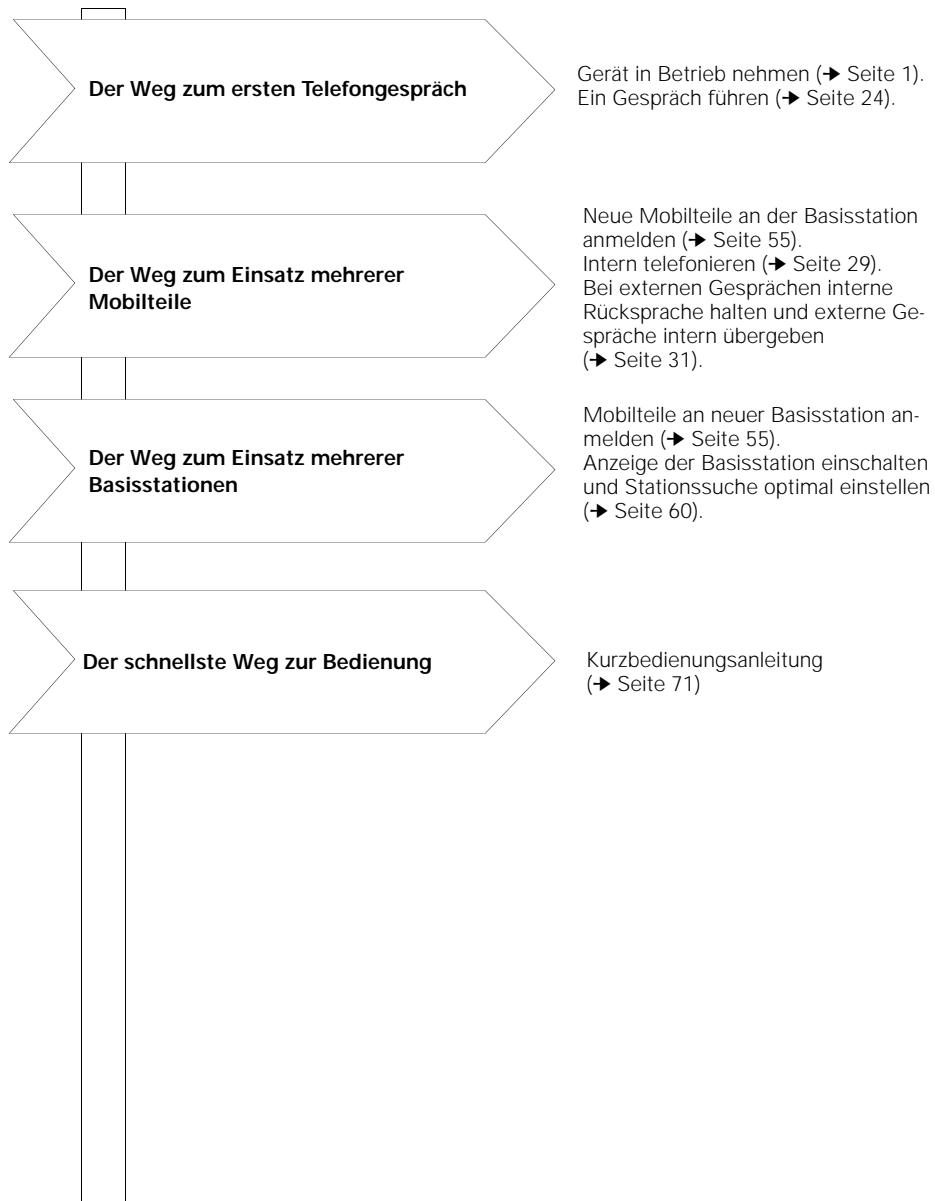 Der Weg zum ersten Telefongespräch
Gerät in Betrieb nehmen (➔ Seite 1).
Ein Gespräch führen (➔ Seite 24).
Der Weg zum Einsatz mehrerer
Mobilteile
Neue Mobilteile an der Basisstation
anmelden (➔ Seite 55).
Intern telefonieren (➔ Seite 29).
Bei externen Gesprächen interne
Rücksprache halten und externe Ge-
spräche intern übergeben
(➔ Seite 31).
Der Weg zum Einsatz mehrerer
Basisstationen
Mobilteile an neuer Basisstation an-
melden (➔ Seite 55).
Anzeige der Basisstation einschalten
und Stationssuche optimal einstellen
(➔ Seite 60).
Der schnellste Weg zur Bedienung
Kurzbedienungsanleitung
(➔ Seite 71)